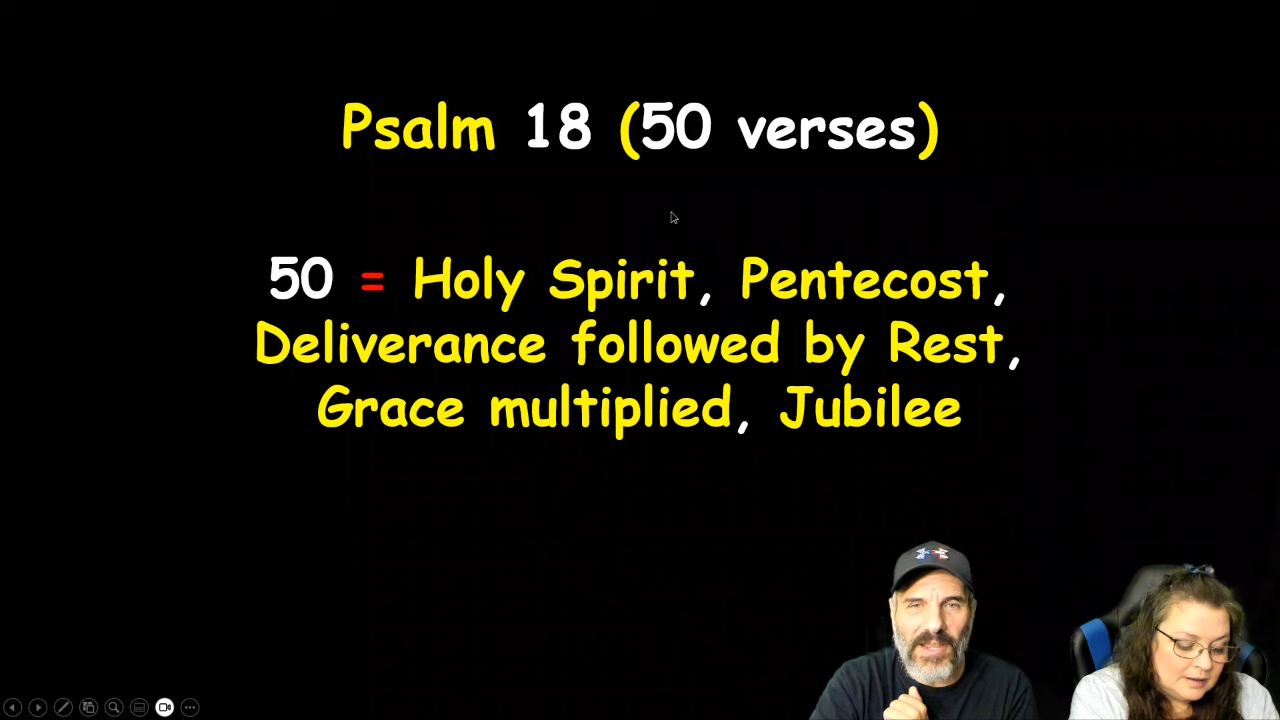 Psalm 18 (50 verses)
50 = Holy Spirit, Pentecost,
Deliverance followed by Rest,
Grace multiplied, Jubilee